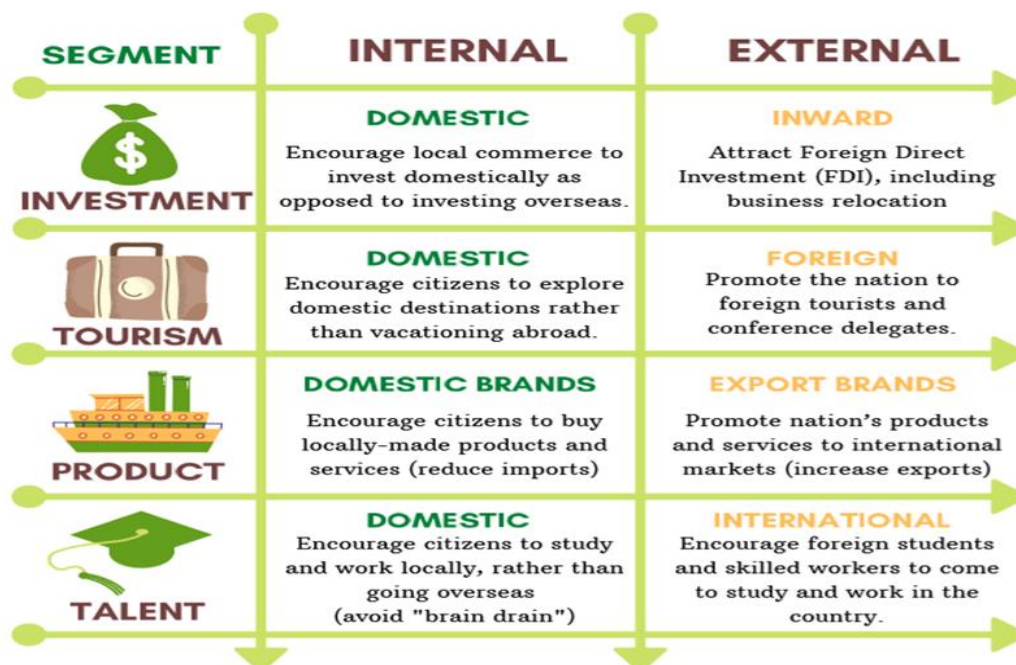 SEGMENT
INTERNAL
EXTERNAL
$
INVESTMENT
DOMESTIC
Encourage local commerce to
invest domestically as
opposed to investing overseas.
INWARD
Attract Foreign Direct
Investment (FDI), including
business relocation
TOURISM
DOMESTIC
Encourage citizens to explore
domestic destinations rather
than vacationing abroad.
FOREIGN
Promote the nation to
foreign tourists and
conference delegates.
PRODUCT
DOMESTIC BRANDS
Encourage citizens to buy
locally-made products and
services (reduce imports)
EXPORT BRANDS
Promote nation's products
and services to international
markets (increase exports)
TALENT
DOMESTIC
Encourage citizens to study
and work locally, rather than
going overseas
(avoid "brain drain")
INTERNATIONAL
Encourage foreign students
and skilled workers to come
to study and work in the
country.